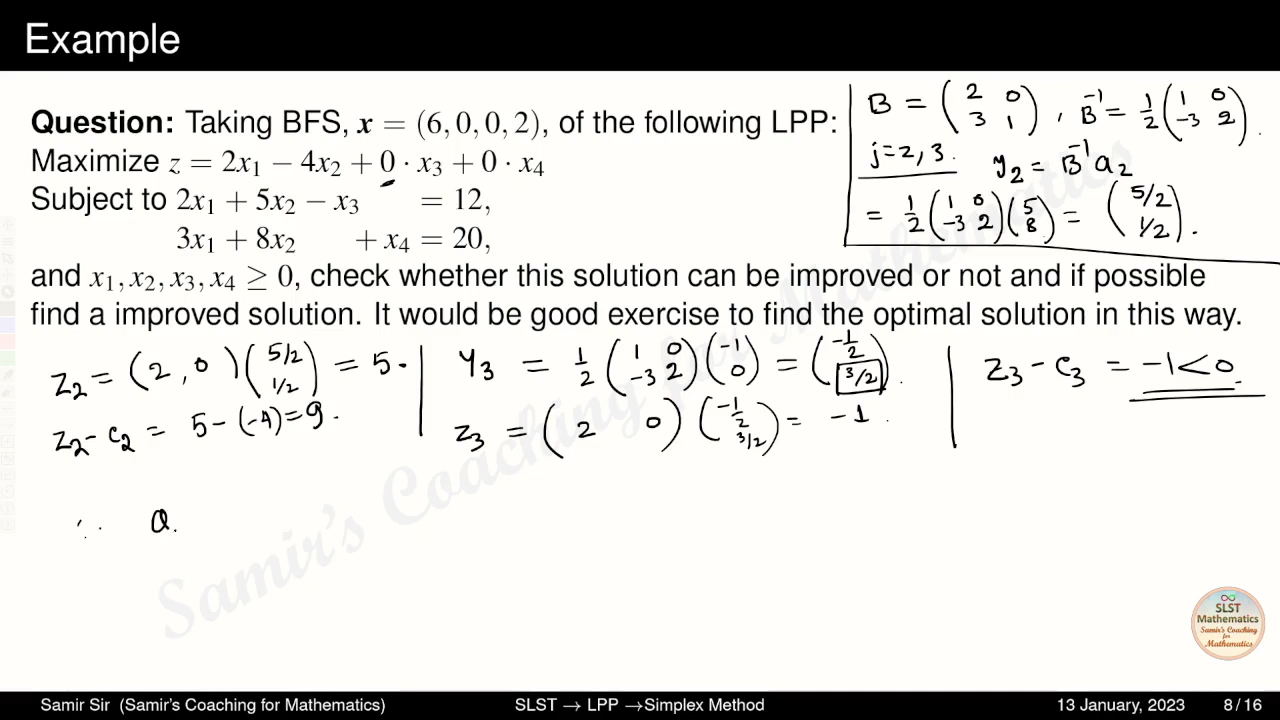 Example
Question: Taking BFS, x = (6, 0, 0, 2), of the following LPP:
Maximize z = 2x₁ − 4x₂ + 0 · x₃ + 0 · x₄
Subject to 2x₁ + 5x₂ − x₃ = 12,
3x₁ + 8x₂ + x₄ = 20,
and x₁, x₂, x₃, x₄ ≥ 0, check whether this solution can be improved or not and if possible
find a improved solution. It would be good exercise to find the optimal solution in this way.
B = (2 0; 3 1), B⁻¹ = 1/2 (1 0; -3 2).
j=2,3. y₂ = B⁻¹ a₂
= 1/2 (1 0; -3 2)(5; 8) = (5/2; 1/2).
Z₂ = (2, 0)(5/2; 1/2) = 5.
Z₂ - C₂ = 5 - (-4) = 9.
Y₃ = 1/2 (1 0; -3 2)(-1; 0) = (-1/2; 3/2).
Z₃ = (2 0)(-1/2; 3/2) = -1.
Z₃ - C₃ = -1 < 0.
∵ a.
Samir's Coaching for Mathematics
SLST
Mathematics
Samir's Coaching
for
Mathematics
Samir Sir (Samir's Coaching for Mathematics) SLST → LPP →Simplex Method 13 January, 2023 8 / 16